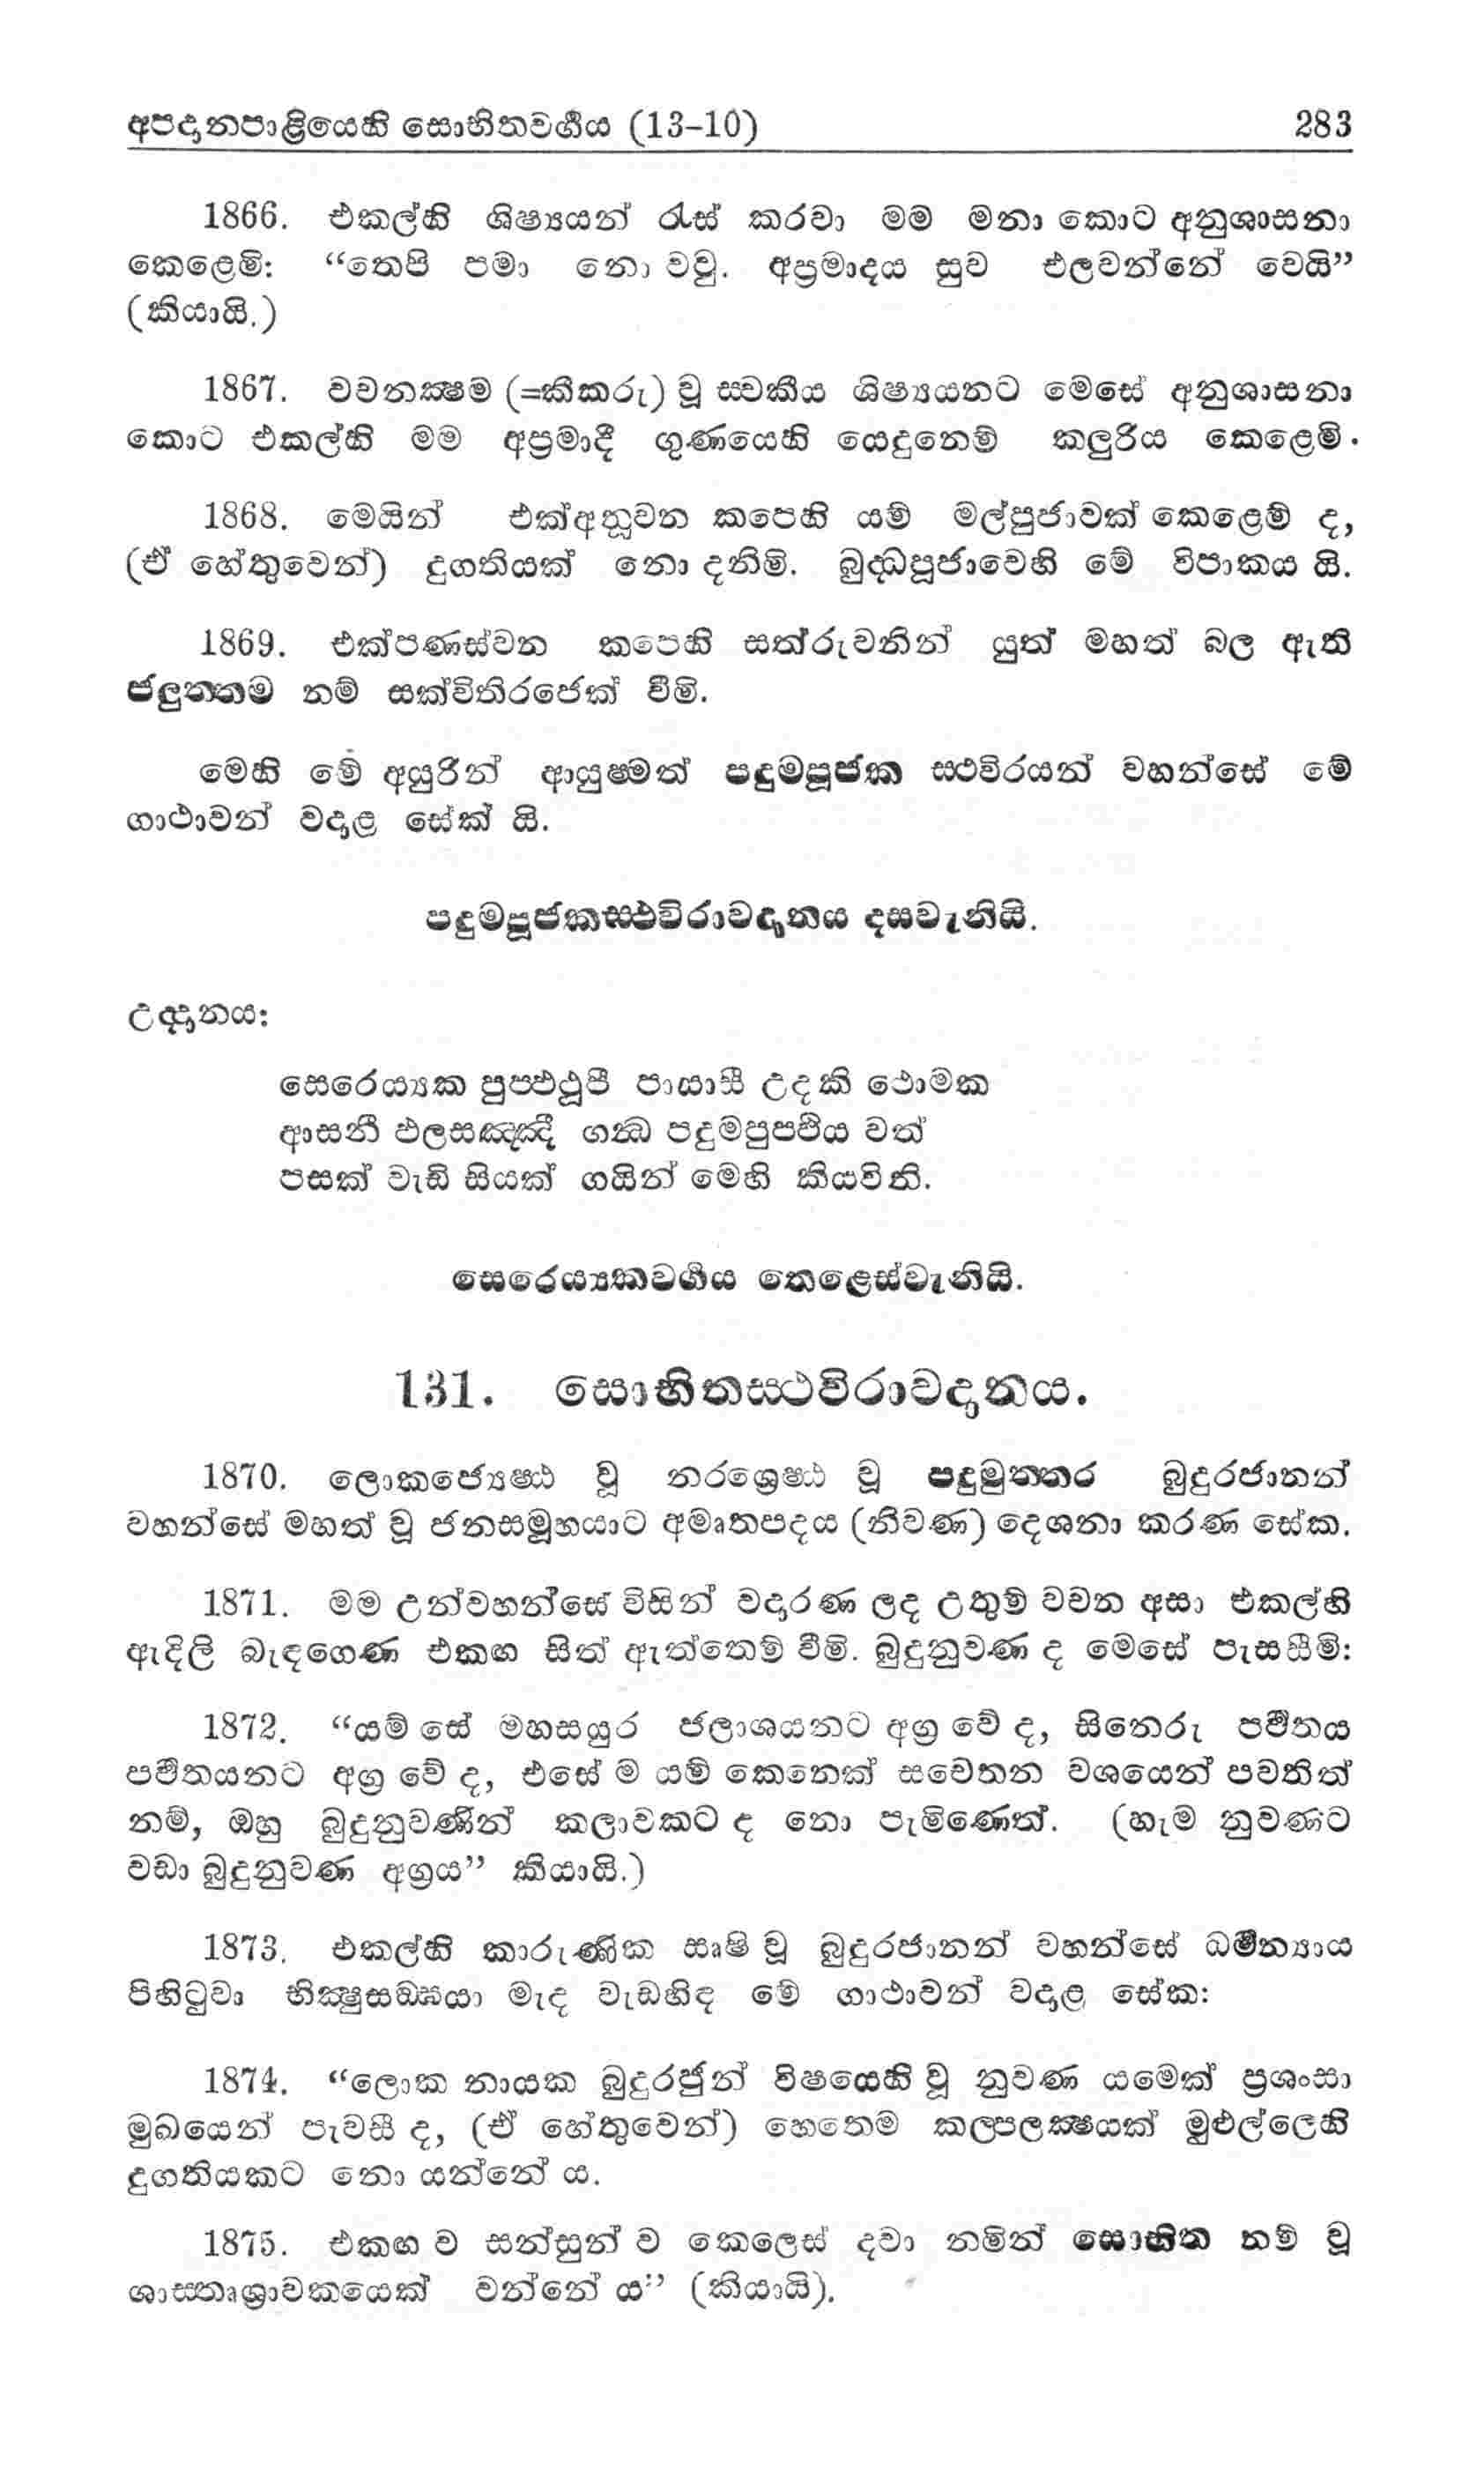 අපදානපාළියෙහි සොභිතවර්‍ගය (13-10) 283
1866. එකල්හි ශිෂ්‍යයන් රැස් කරවා මම මනා කොට අනුශාසනා
කෙළෙමි: “තෙපි පමා නො වවු. අප්‍රමාදය සුව එලවන්නේ වෙයි”
(කියායි.)
1867. වචනක්‍ෂම (=කීකරු) වූ ස්වකීය ශිෂ්‍යයනට මෙසේ අනුශාසනා
කොට එකල්හි මම අප්‍රමාදී ගුණයෙහි යෙදුනෙම් කලුරිය කෙළෙමි.
1868. මෙයින් එක්අනූවන කපෙහි යම් මල්පුජාවක් කෙළෙම් ද,
(ඒ හේතුවෙන්) දුගතියක් නො දනිමි. බුද්ධපූජාවෙහි මේ විපාකය යි.
1869. එක්පණස්වන කපෙහි සත්රුවනින් යුත් මහත් බල ඇති
ජලුත්තම නම් සක්විතිරජෙක් වීමි.
මෙහි මේ අයුරින් ආයුෂ්මත් පදුමපූජක ස්ථවිරයන් වහන්සේ මේ
ගාථාවන් වදාළ සේක් යි.
පදුමපූජකස්ථවිරාවදානය දසවැනියි.
උද්දානය:
සෙරෙය්‍යක පුප්ඵථූපී පායාසී උදකි ථොමක
ආසනී ඵලසඤ්ඤී ගන්ඨි පදුමපුප්ඵිය වත්
පසක් වැඩි සියක් ගයින් මෙහි කියවිති.
සෙරෙය්‍යකවර්‍ගය තෙළෙස්වැනියි.
131. සොභිතස්ථවිරාවදානය.
1870. ලොකජ්‍යෙෂ්ඨ වූ නරශ්‍රෙෂ්ඨ වූ පදුමුත්තර බුදුරජානන්
වහන්සේ මහත් වූ ජනසමූහයාට අමෘතපදය (නිවණ) දෙශනා කරණ සේක.
1871. මම උන්වහන්සේ විසින් වදාරණ ලද උතුම් වචන අසා එකල්හි
ඇදිලි බැඳගෙණ එකඟ සිත් ඇත්තෙම් වීමි. බුදුනුවණ ද මෙසේ පැසසීමි:
1872. “යම් සේ මහසයුර ජලාශයනට අග්‍ර වේ ද, සිනෙරු පර්‍වතය
පර්‍වතයනට අග්‍ර වේ ද, එසේ ම යම් කෙනෙක් සචෙතන වශයෙන් පවතිත්
නම්, ඔහු බුදුනුවණින් කලාවකට ද නො පැමිණෙත්. (හැම නුවණට
වඩා බුදුනුවණ අග්‍රය” කියායි.)
1873. එකල්හි කාරුණික ඍෂි වූ බුදුරජානන් වහන්සේ ධර්‍මන්‍යාය
පිහිටුවා භික්‍ෂුසඞ්ඝයා මැද වැඩහිඳ මේ ගාථාවන් වදාළ සේක:
1874. “ලොක නායක බුදුරජුන් විෂයෙහි වූ නුවණ යමෙක් ප්‍රශංසා
මුඛයෙන් පැවසී ද, (ඒ හේතුවෙන්) හෙතෙම කල්පලක්‍ෂයක් මුළුල්ලෙහි
දුගතියකට නො යන්නේ ය.
1875. එකඟ ව සන්සුන් ව කෙලෙස් දවා නමින් සොභිත නම් වූ
ශාස්තෘශ්‍රාවකයෙක් වන්නේ ය” (කියායි).